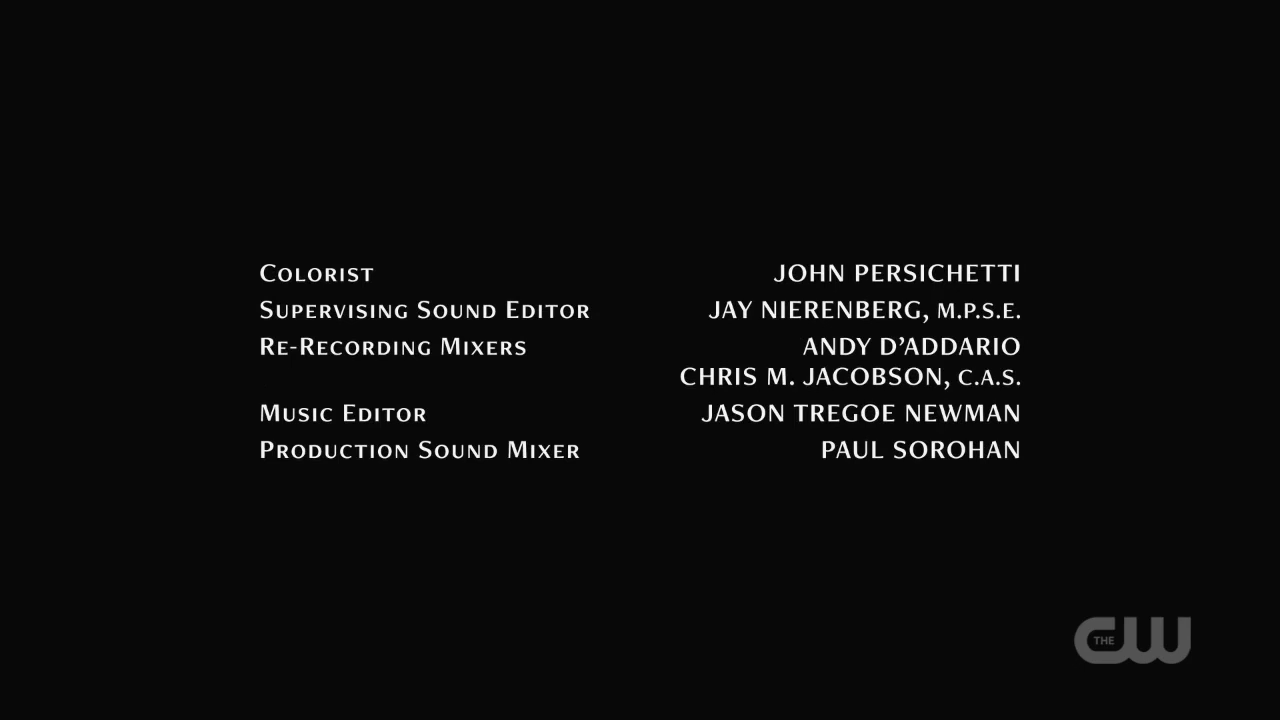 Colorist JOHN PERSICHETTI
Supervising Sound Editor JAY NIERENBERG, M.P.S.E.
Re-Recording Mixers ANDY D’ADDARIO
CHRIS M. JACOBSON, C.A.S.
Music Editor JASON TREGOE NEWMAN
Production Sound Mixer PAUL SOROHAN
THE CW